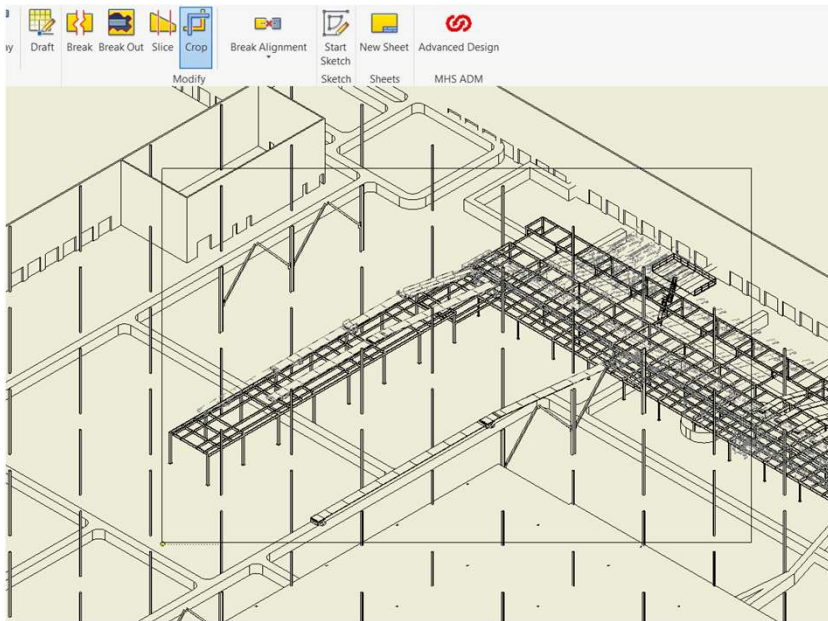 Draft
Break
Break Out
Slice
Crop
Break Alignment
Start
Sketch
New Sheet
Advanced Design
Modify
Sketch
Sheets
MHS ADM